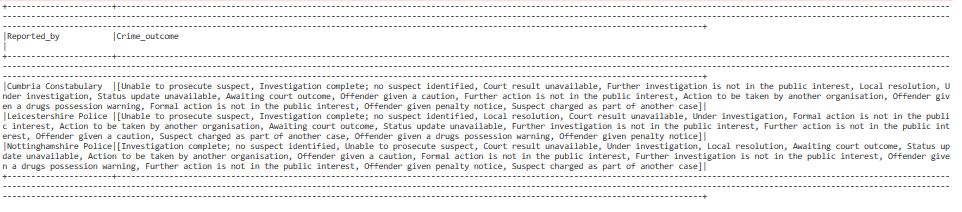 |Reported_by |Crime_outcome
|
|Cumbria Constabulary |[Unable to prosecute suspect, Investigation complete; no suspect identified, Court result unavailable, Further investigation is not in the public interest, Local resolution, U
nder investigation, Status update unavailable, Awaiting court outcome, Offender given a caution, Further action is not in the public interest, Action to be taken by another organisation, Offender giv
en a drugs possession warning, Formal action is not in the public interest, Offender given penalty notice, Suspect charged as part of another case]|
|Leicestershire Police |[Unable to prosecute suspect, Investigation complete; no suspect identified, Local resolution, Court result unavailable, Under investigation, Formal action is not in the publi
c interest, Action to be taken by another organisation, Awaiting court outcome, Status update unavailable, Further investigation is not in the public interest, Further action is not in the public int
erest, Offender given a caution, Suspect charged as part of another case, Offender given a drugs possession warning, Offender given penalty notice]|
|Nottinghamshire Police|[Investigation complete; no suspect identified, Unable to prosecute suspect, Court result unavailable, Under investigation, Local resolution, Awaiting court outcome, Status up
date unavailable, Action to be taken by another organisation, Offender given a caution, Formal action is not in the public interest, Further investigation is not in the public interest, Offender give
n a drugs possession warning, Further action is not in the public interest, Offender given penalty notice, Suspect charged as part of another case]|